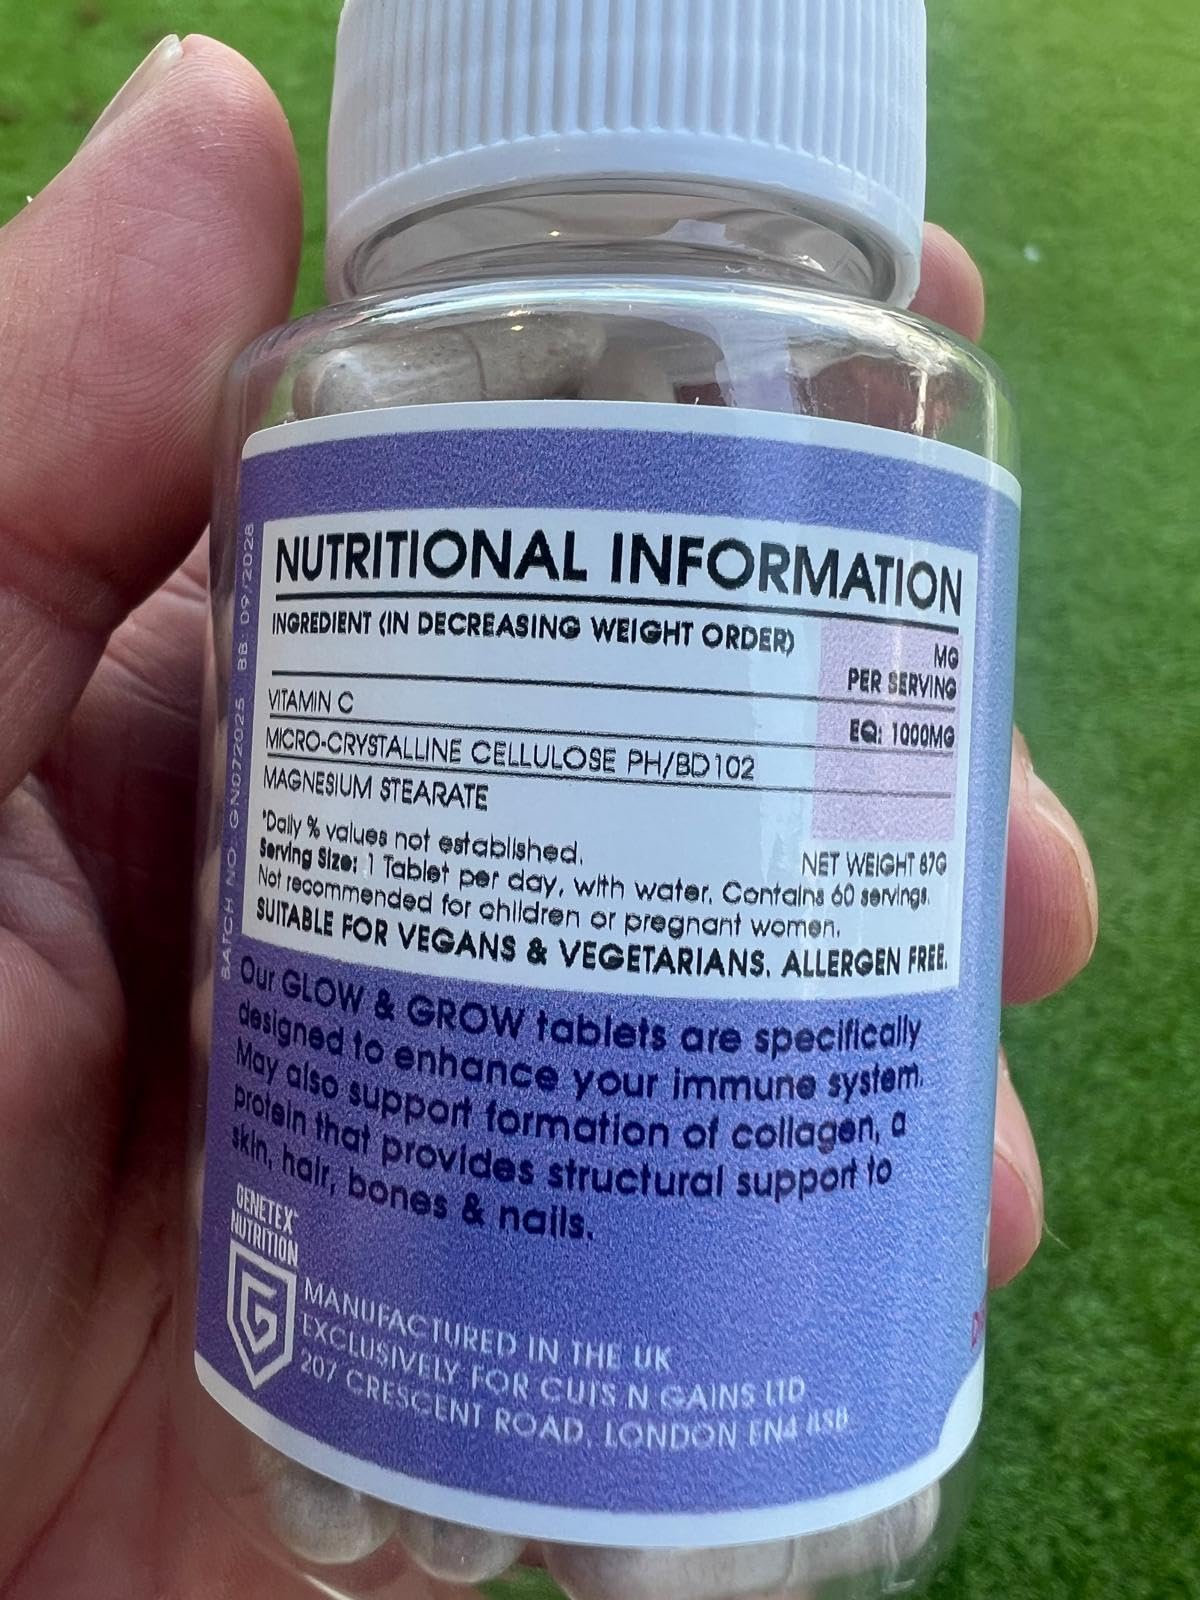 NUTRITIONAL INFORMATION
INGREDIENT (IN DECREASING WEIGHT ORDER)
MG
PER SERVING
VITAMIN C
EQ: 1000MG
MICRO-CRYSTALLINE CELLULOSE PH/BD102
MAGNESIUM STEARATE
*Daily % values not established.
NET WEIGHT 87G
Serving Size: 1 Tablet per day, with water. Contains 60 servings.
Not recommended for children or pregnant women.
SUITABLE FOR VEGANS & VEGETARIANS. ALLERGEN FREE.
BATCH NO: GN072025 BB: 09/2028
Our GLOW & GROW tablets are specifically
designed to enhance your immune system.
May also support formation of collagen, a
protein that provides structural support to
skin, hair, bones & nails.
GENETEX™
NUTRITION
G
MANUFACTURED IN THE UK
EXCLUSIVELY FOR CUTS N GAINS LTD
207 CRESCENT ROAD, LONDON EN4